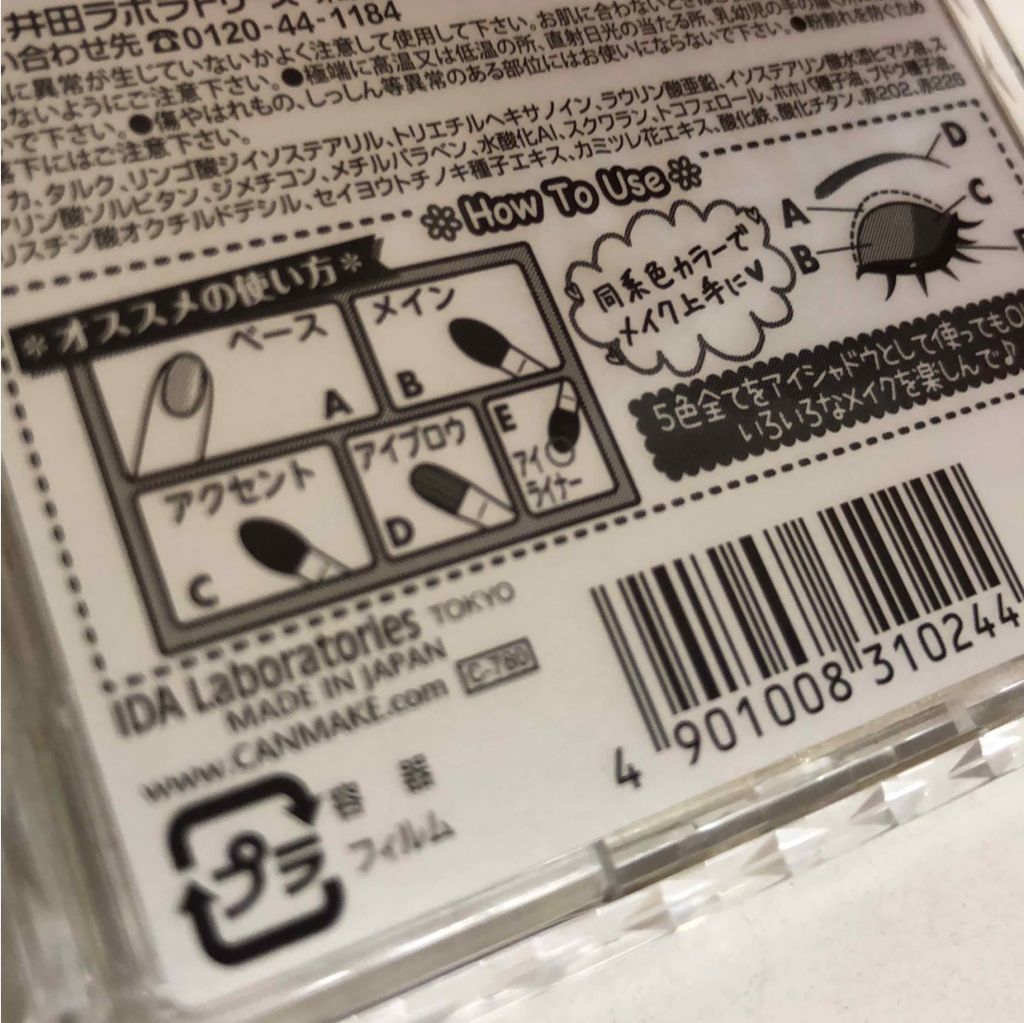 井田ラボラトリーズ
い合わせ先☎0120-44-1184
に異常が生じていないかよく注意して使用して下さい。お肌に合わないとき
ないようにご注意下さい。●極端に高温又は低温の所、直射日光の当たる所、乳幼児の手の届く所
いで下さい。●傷やはれもの、しっしん等異常のある部位にはお使いにならないで下さい。●粉割れを防ぐため
落下にはご注意下さい。
カ、タルク、リンゴ酸ジイソステアリル、トリエチルヘキサノイン、ラウリン酸亜鉛、イソステアリン酸水添ヒマシ油、ス
リン酸ソルビタン、ジメチコン、メチルパラベン、水酸化Al、スクワラン、トコフェロール、ホホバ種子油、ブドウ種子油、
リスチン酸オクチルドデシル、セイヨウトチノキ種子エキス、カミツレ花エキス、酸化鉄、酸化チタン、赤202、赤226
How To Use
オススメの使い方
ベース
A
メイン
B
アクセント
C
アイブロウ
D
E
アイ
ライナー
同系色カラーで
メイク上手に♥
A
B
C
D
5色全てをアイシャドウとして使ってもO
いろいろなメイクを楽しんで♪
IDA Laboratories TOKYO
MADE IN JAPAN
www.CANMAKE.com C-760
プラ
容器
フィルム
4 901008 310244